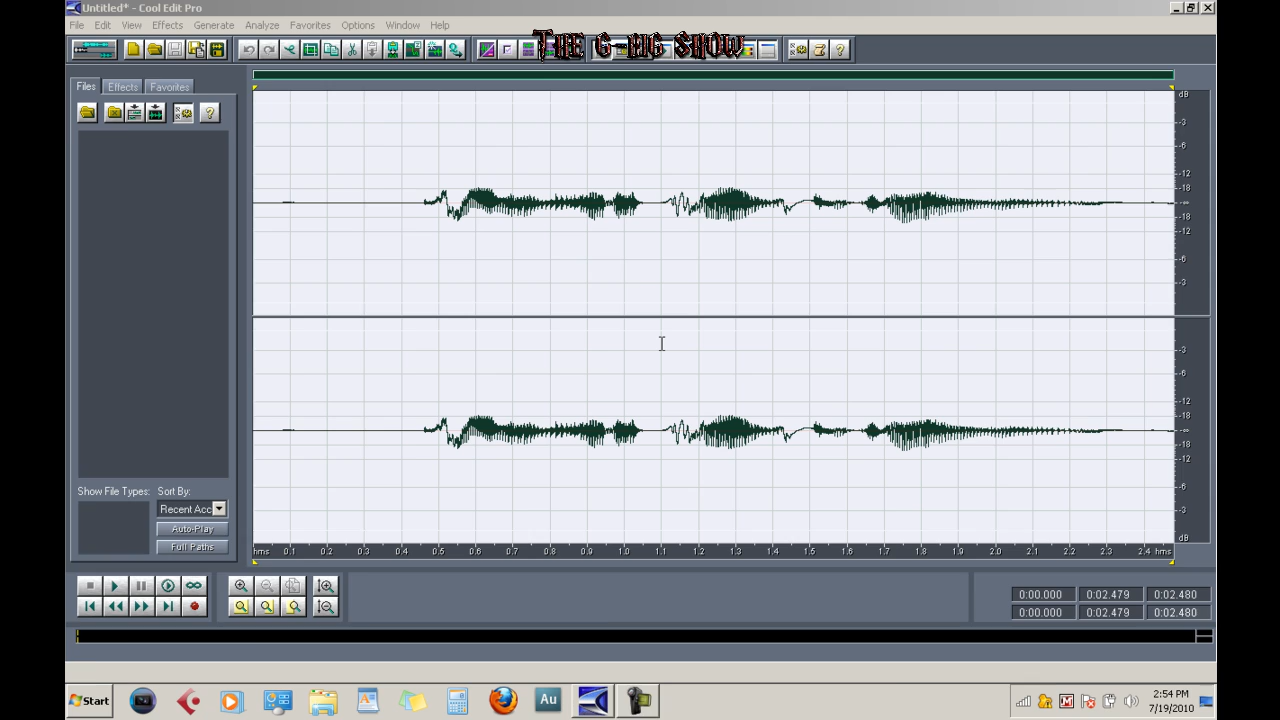 Untitled* - Cool Edit Pro
File Edit View Effects Generate Analyze Favorites Options Window Help
THE G-MG SHOW
Files Effects Favorites
dB
-3
-6
-12
-18
-∞
-18
-12
-6
-3
-3
-6
-12
-18
-∞
-18
-12
-6
-3
dB
Show File Types: Sort By:
Recent Acc
Auto-Play
Full Paths
hms 0.1 0.2 0.3 0.4 0.5 0.6 0.7 0.8 0.9 1.0 1.1 1.2 1.3 1.4 1.5 1.6 1.7 1.8 1.9 2.0 2.1 2.2 2.3 2.4 hms
0:00.000 0:02.479 0:02.480
0:00.000 0:02.479 0:02.480
Start
Au
2:54 PM
7/19/2010